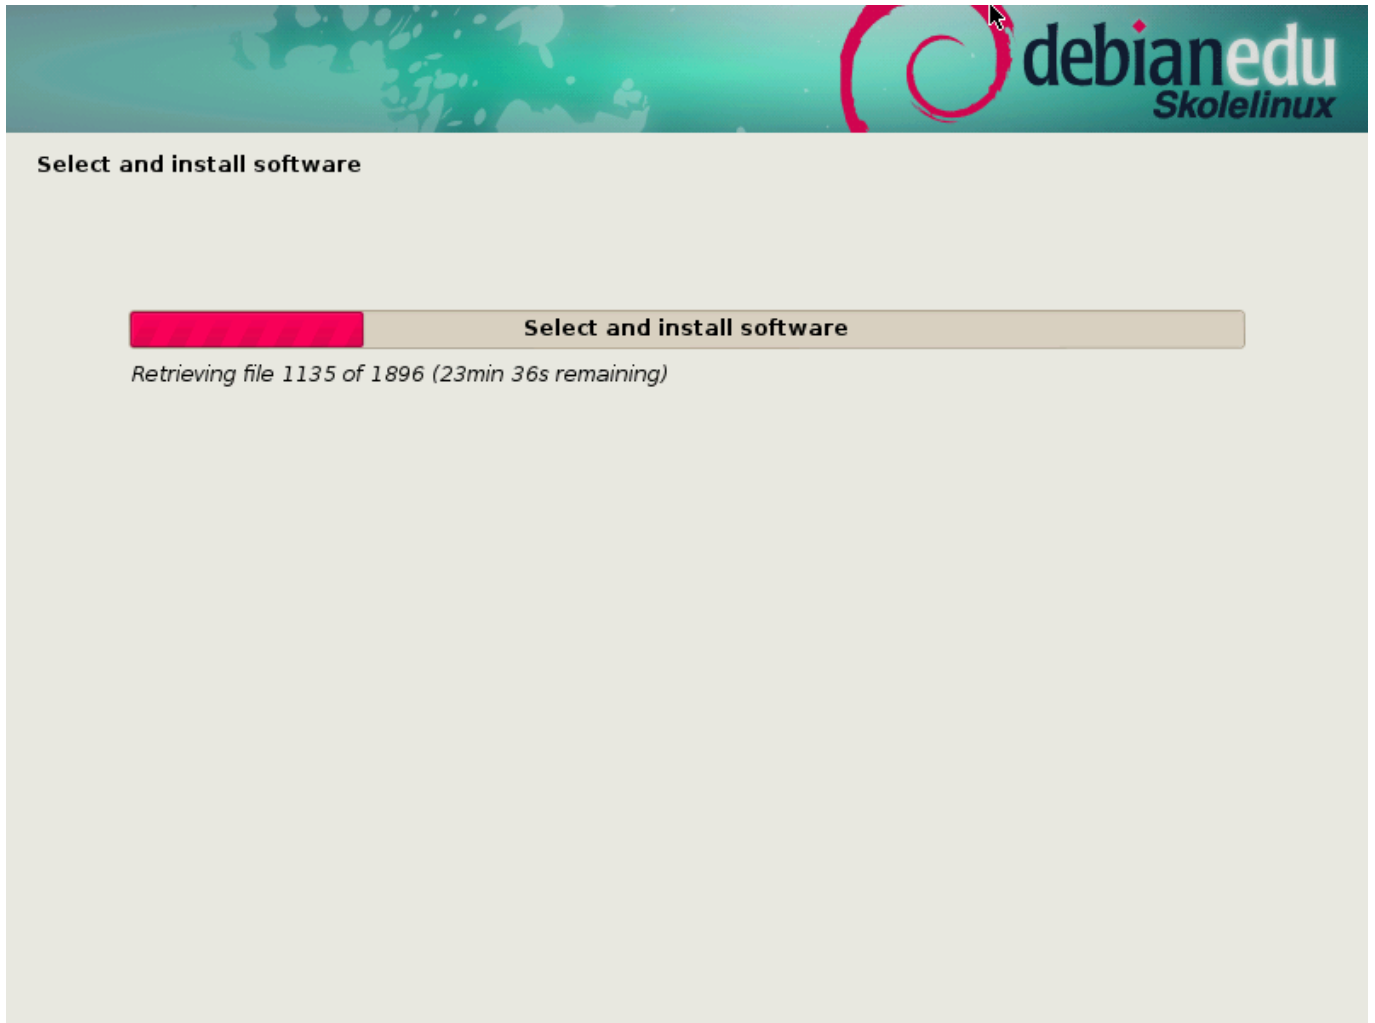 debianedu
Skolelinux
Select and install software
Select and install software
Retrieving file 1135 of 1896 (23min 36s remaining)